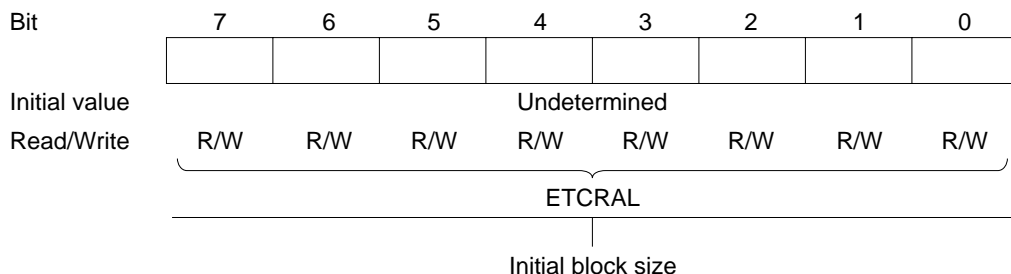 Bit 7 6 5 4 3 2 1 0
Initial value Undetermined
Read/Write R/W R/W R/W R/W R/W R/W R/W R/W
ETCRAL
Initial block size